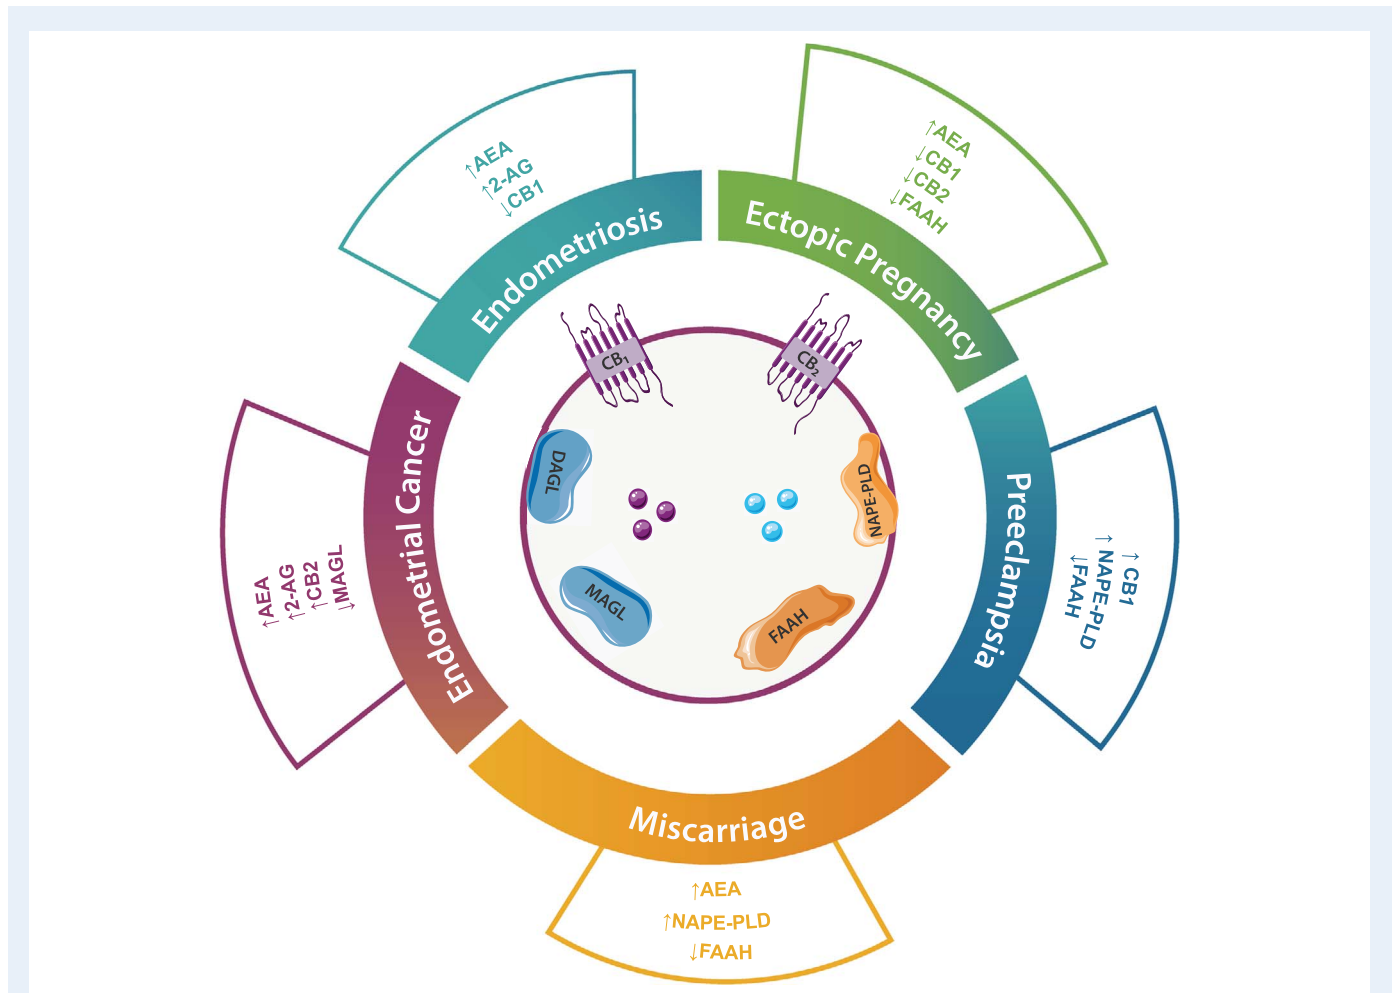 Endometriosis
↑AEA
↑2-AG
↓CB1
Ectopic Pregnancy
↑AEA
↓CB1
↓CB2
↓FAAH
Preeclampsia
↑ CB1
↑ NAPE-PLD
↓FAAH
Miscarriage
↑AEA
↑NAPE-PLD
↓FAAH
Endometrial Cancer
↑AEA
↑2-AG
↑CB2
↓MAGL
CB₁
CB₂
DAGL
NAPE-PLD
MAGL
FAAH